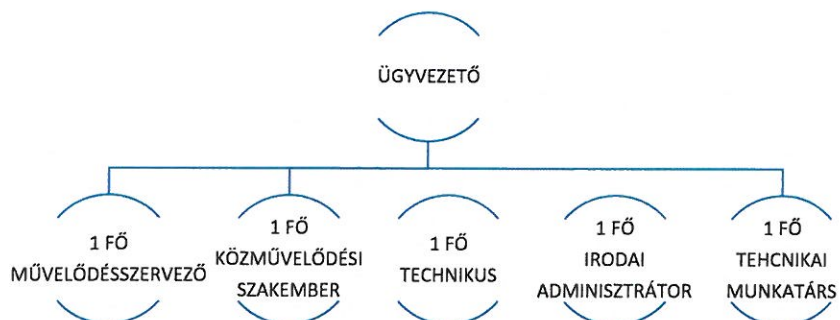 ÜGYVEZETŐ
1 FŐ
MŰVELŐDÉSSZERVEZŐ
1 FŐ
KÖZMŰVELŐDÉSI
SZAKEMBER
1 FŐ
TECHNIKUS
1 FŐ
IRODAI
ADMINISZTRÁTOR
1 FŐ
TEHCNIKAI
MUNKATÁRS